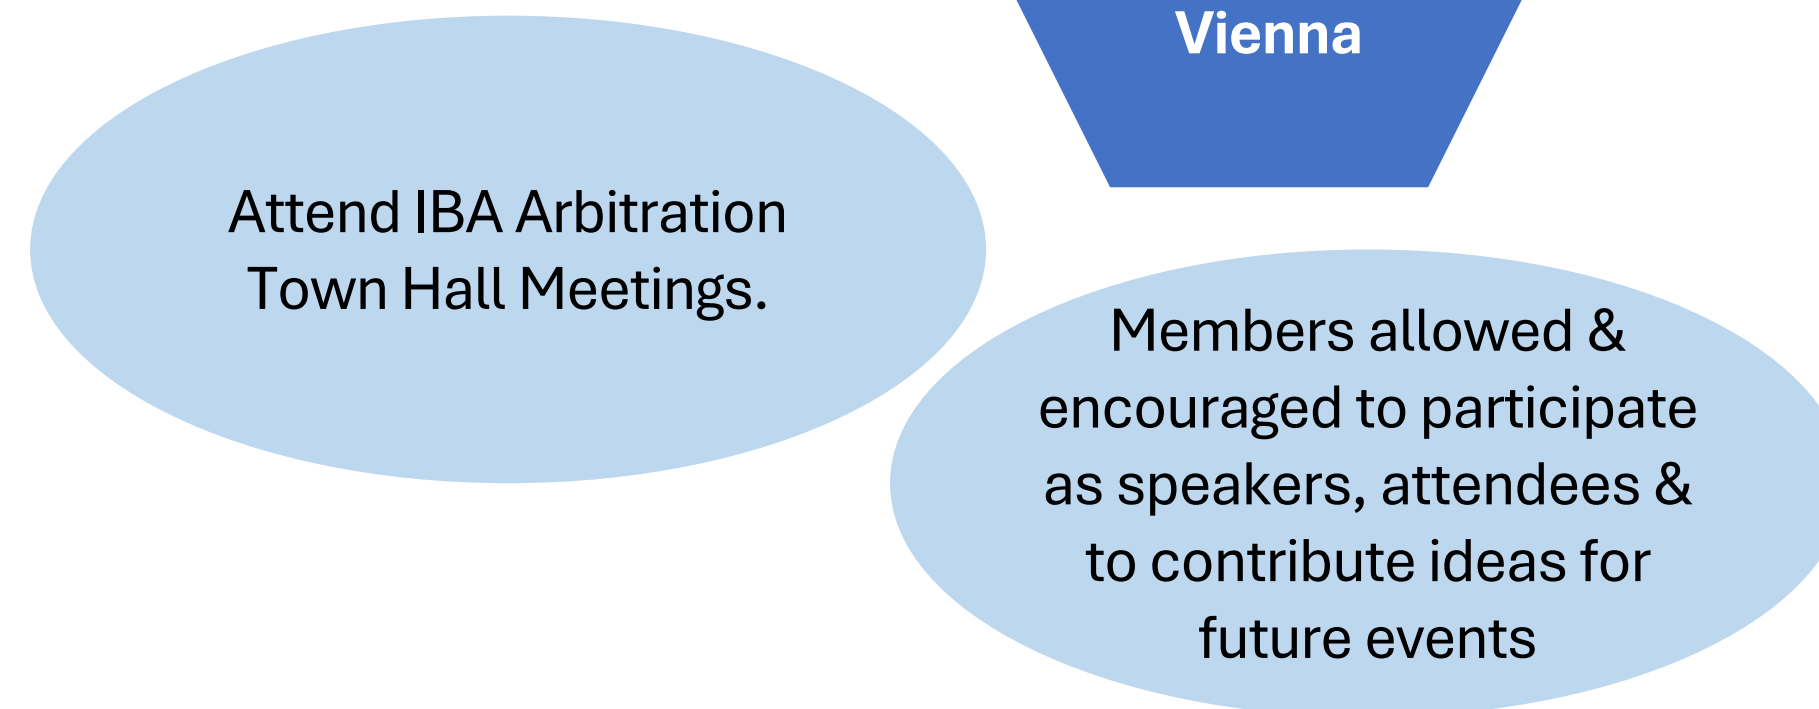 Vienna
Attend IBA Arbitration
Town Hall Meetings.
Members allowed &
encouraged to participate
as speakers, attendees &
to contribute ideas for
future events